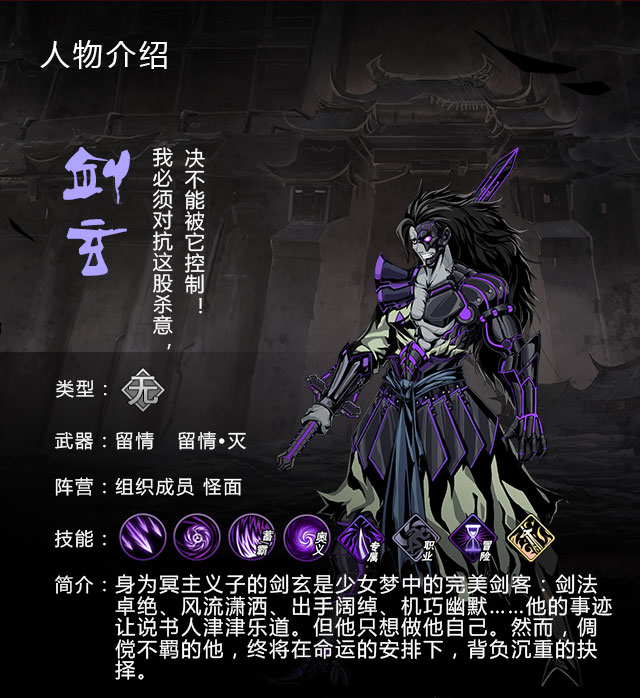 人物介绍
剑玄
决不能被它控制！
我必须对抗这股杀意，
类型：无
武器：留情 留情•灭
阵营：组织成员 怪面
技能：
蓄霸
奥义
专属
职业
冒险
简介：身为冥主义子的剑玄是少女梦中的完美剑客：剑法
卓绝、风流潇洒、出手阔绰、机巧幽默……他的事迹
让说书人津津乐道。但他只想做他自己。然而，倜
傥不羁的他，终将在命运的安排下，背负沉重的抉
择。